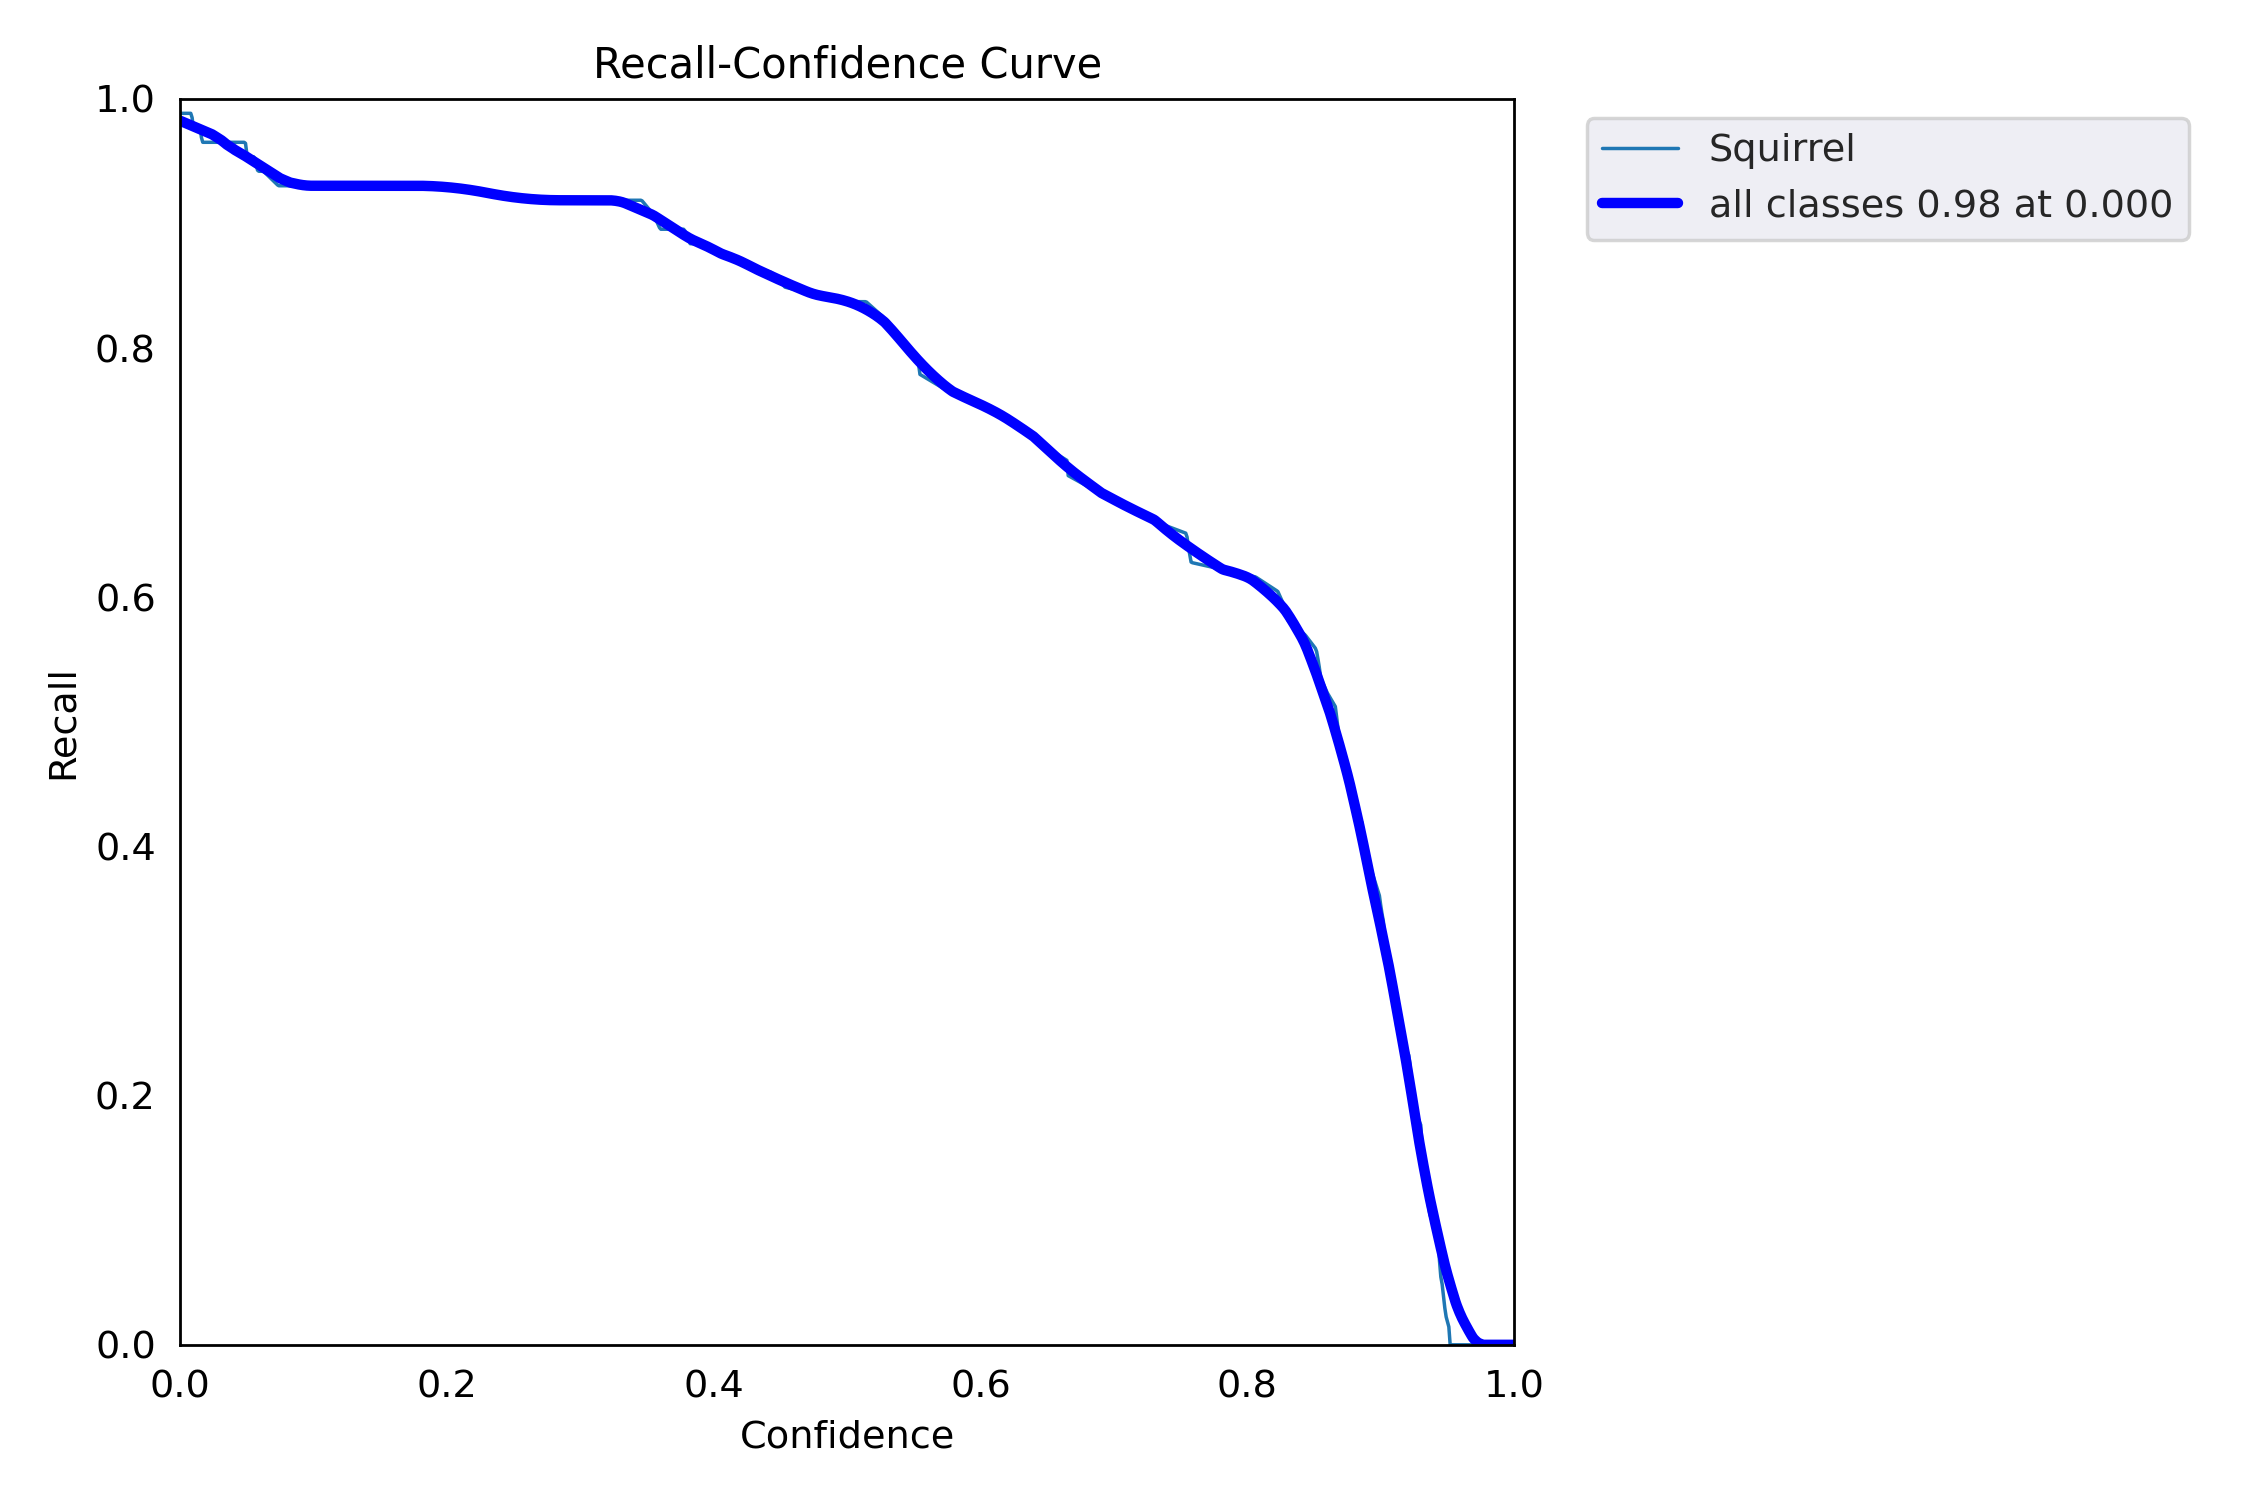 Recall-Confidence Curve
1.0
0.8
0.6
0.4
0.2
0.0
Recall
0.0 0.2 0.4 0.6 0.8 1.0
Confidence
Squirrel
all classes 0.98 at 0.000